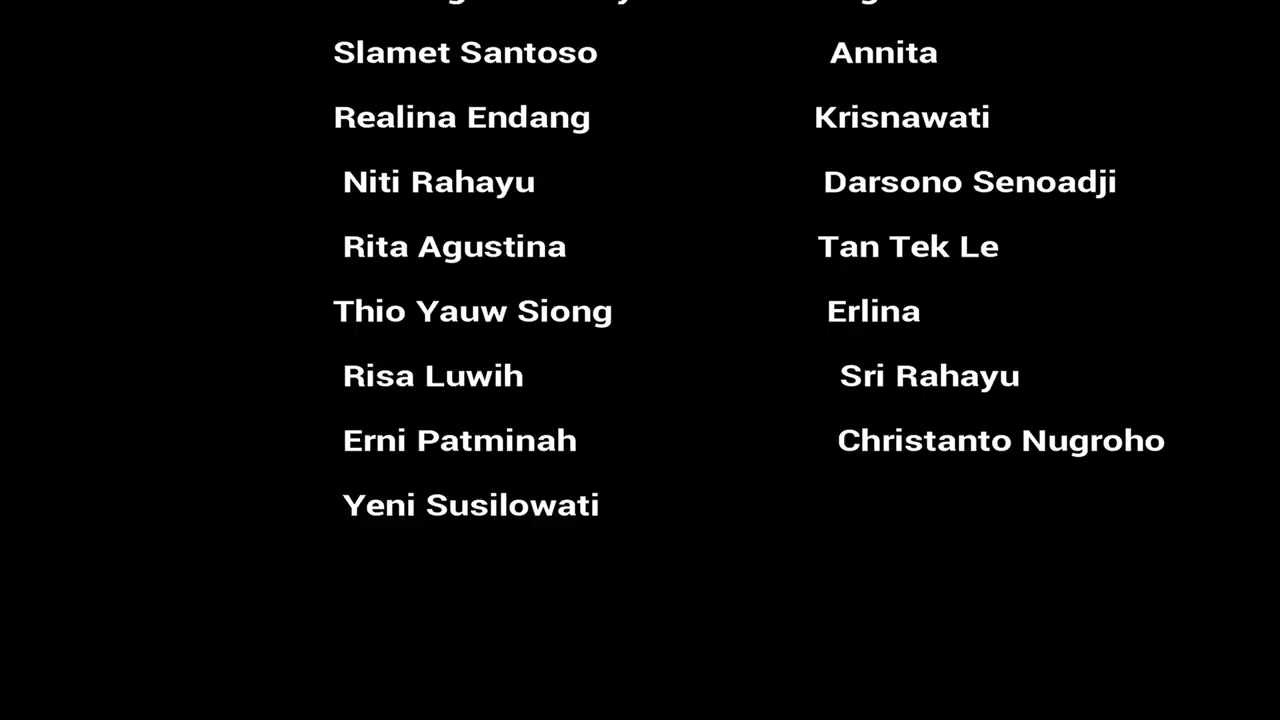 Slamet Santoso Annita
Realina Endang Krisnawati
Niti Rahayu Darsono Senoadji
Rita Agustina Tan Tek Le
Thio Yauw Siong Erlina
Risa Luwih Sri Rahayu
Erni Patminah Christanto Nugroho
Yeni Susilowati